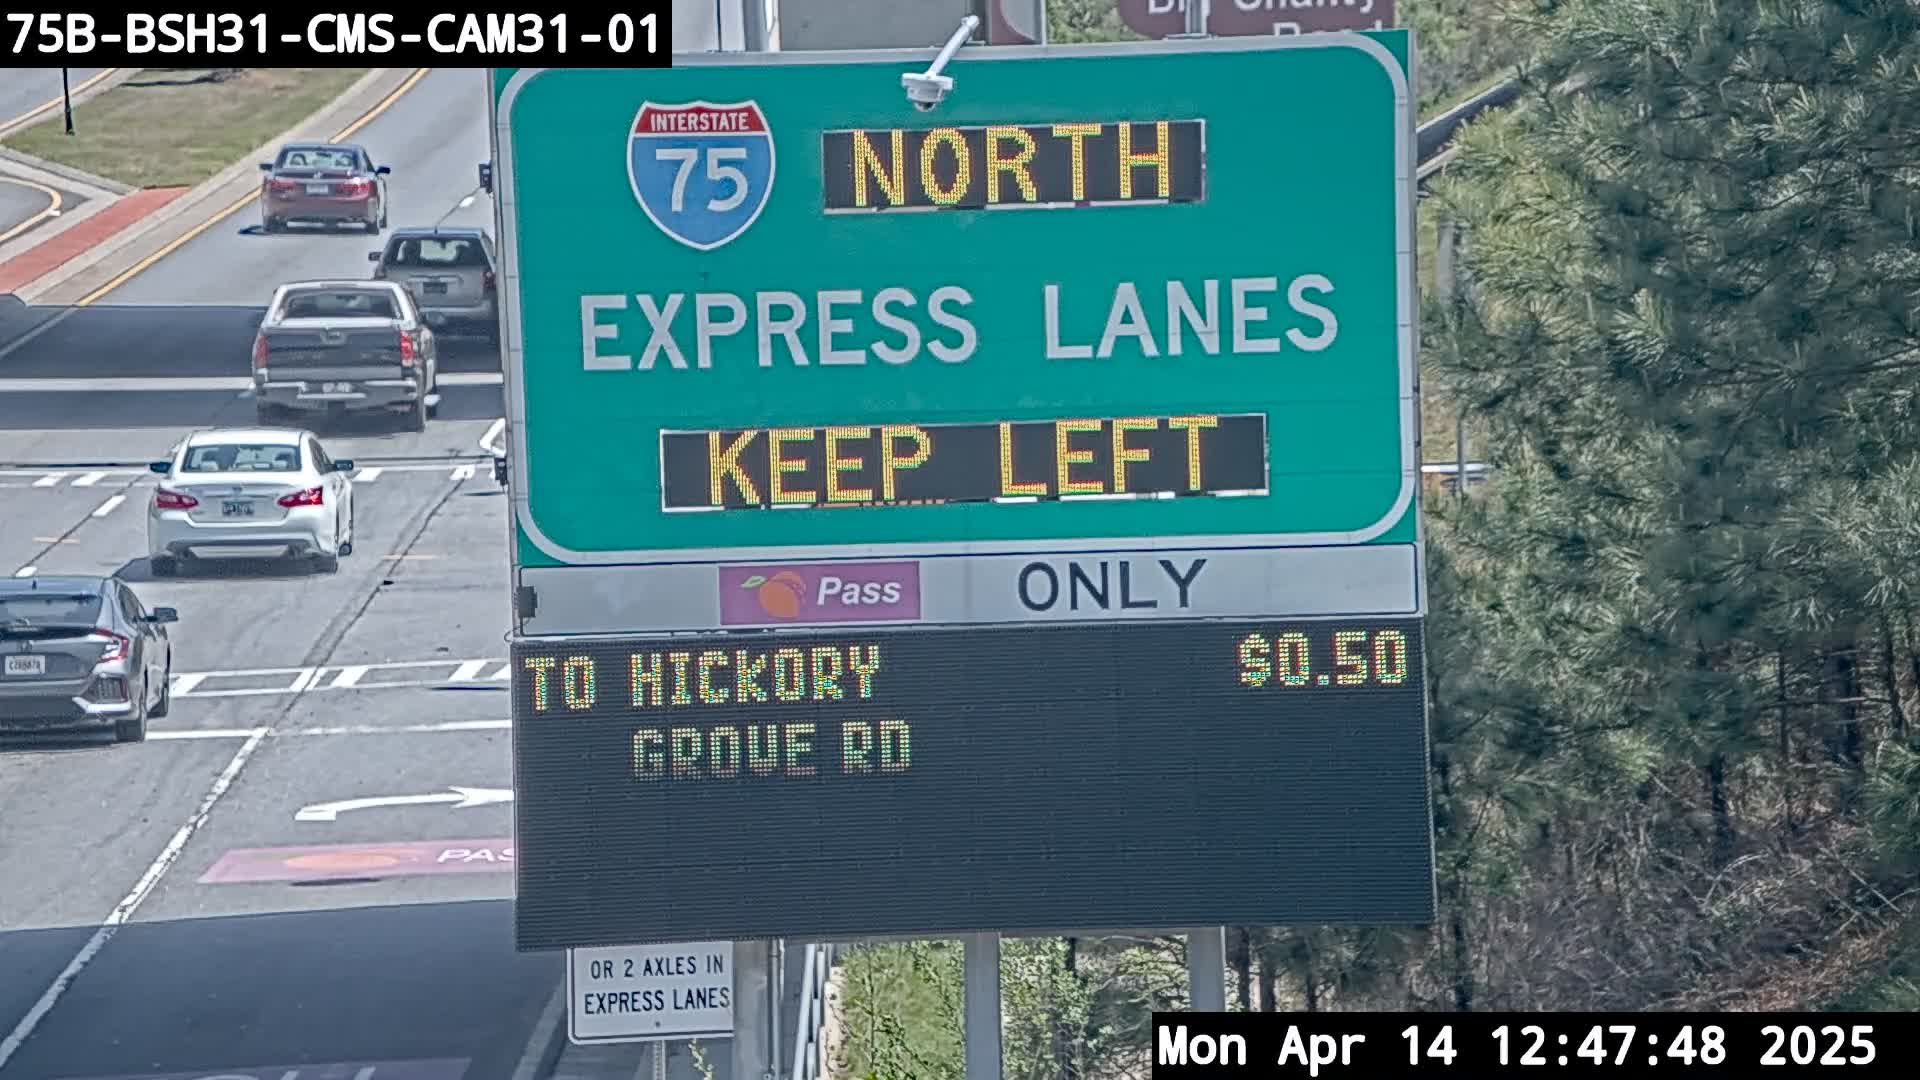 75B-BSH31-CMS-CAM31-01
INTERSTATE
75
NORTH
EXPRESS LANES
KEEP LEFT
Pass ONLY
TO HICKORY $0.50
GROVE RD
OR 2 AXLES IN
EXPRESS LANES
Mon Apr 14 12:47:48 2025